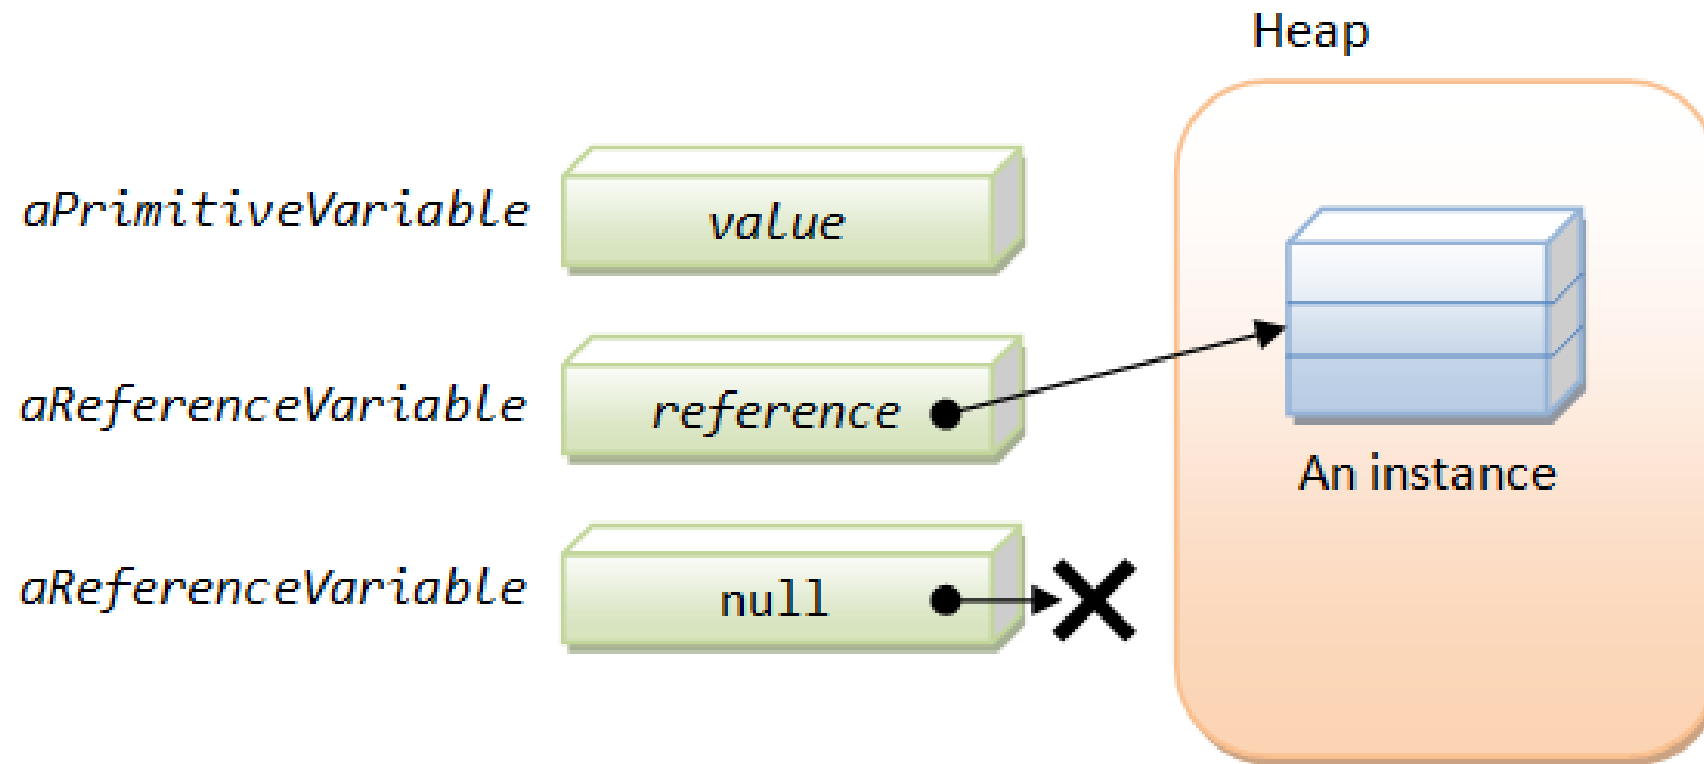 Heap
aPrimitiveVariable
value
aReferenceVariable
reference
An instance
aReferenceVariable
null